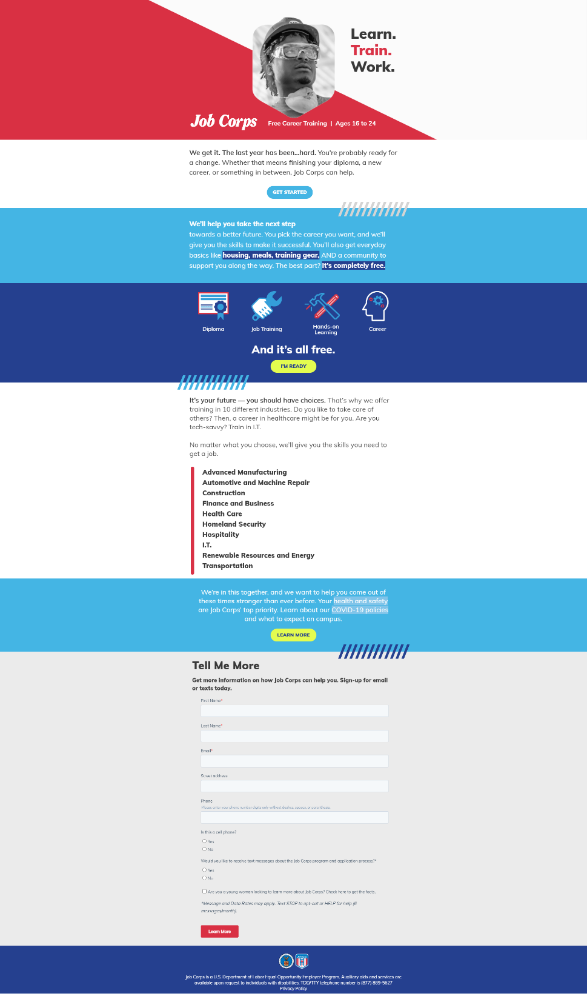 Learn.
Train.
Work.
Job Corps
Free Career Training | Ages 16 to 24
We get it. The last year has been...hard. You're probably ready for
a change. Whether that means finishing your diploma, a new
career, or something in between, Job Corps can help.
GET STARTED
We'll help you take the next step
towards a better future. You pick the career you want, and we'll
give you the skills to make it successful. You'll also get everyday
basics like housing, meals, training gear, AND a community to
support you along the way. The best part? It's completely free.
Diploma
Job Training
Hands-on
Learning
Career
And it's all free.
I'M READY
It's your future — you should have choices. That's why we offer
training in 10 different industries. Do you like to take care of
others? Then, a career in healthcare might be for you. Are you
tech-savvy? Train in I.T.
No matter what you choose, we'll give you the skills you need to
get a job.
Advanced Manufacturing
Automotive and Machine Repair
Construction
Finance and Business
Health Care
Homeland Security
Hospitality
I.T.
Renewable Resources and Energy
Transportation
We're in this together, and we want to help you come out of
these times stronger than ever before. Your health and safety
are Job Corps' top priority. Learn about our COVID-19 policies
and what to expect on campus.
LEARN MORE
Tell Me More
Get more information on how Job Corps can help you. Sign-up for email
or texts today.
First Name*
Last Name*
Email*
Street address
Phone
Please enter your phone number digits only without dashes, spaces, or parenthesis.
Is this a cell phone?
Yes
No
Would you like to receive text messages about the Job Corps program and application process?*
Yes
No
Are you a young woman looking to learn more about Job Corps? Check here to get the facts.
*Message and Data Rates may apply. Text STOP to opt-out or HELP for help (6
messages/month).
Learn More
Job Corps is a U.S. Department of Labor Equal Opportunity Employer Program. Auxiliary aids and services are
available upon request to individuals with disabilities. TDD/TTY telephone number is (877) 889-5627
Privacy Policy